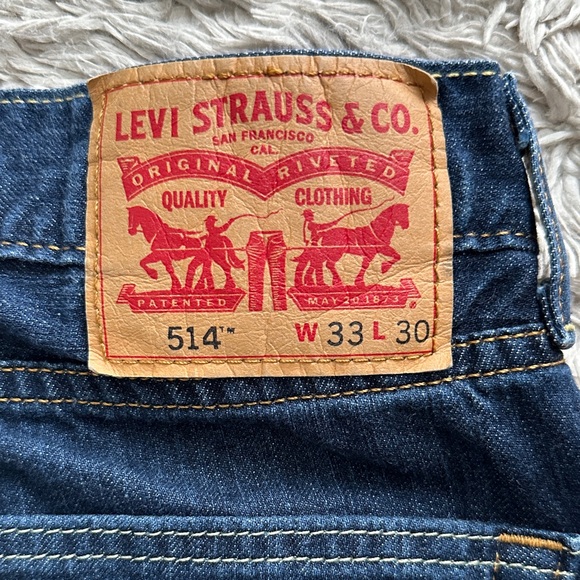 LEVI STRAUSS & CO.
SAN FRANCISCO
CAL.
ORIGINAL RIVETED
QUALITY CLOTHING
PATENTED MAY 20 1873
514™ W 33 L 30